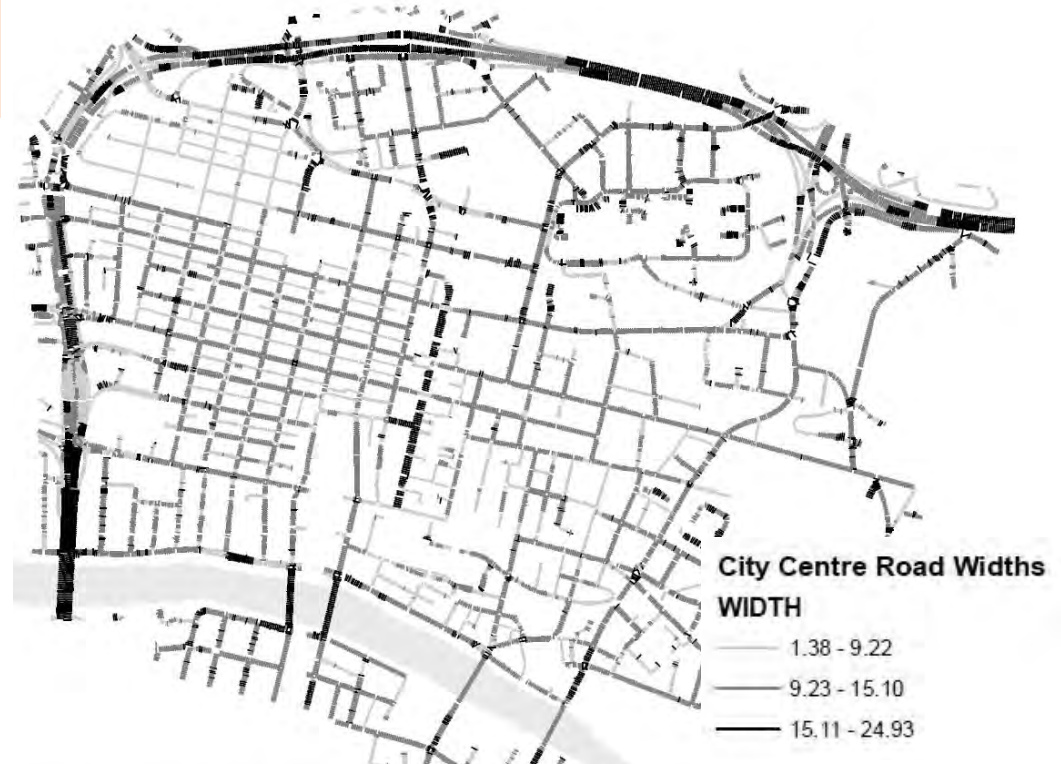 City Centre Road Widths
WIDTH
1.38 - 9.22
9.23 - 15.10
15.11 - 24.93